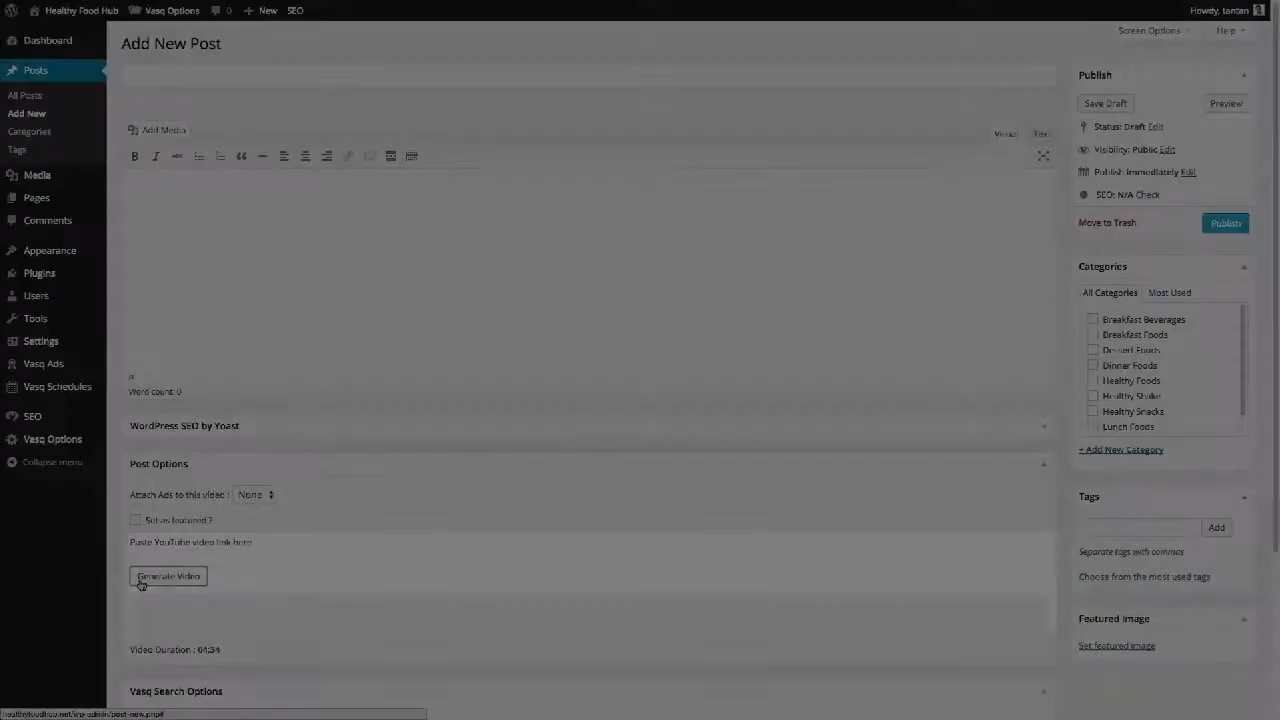 Healthy Food Hub Vasq Options 0 New SEO Howdy, tantan
Dashboard
Posts
All Posts
Add New
Categories
Tags
Media
Pages
Comments
Appearance
Plugins
Users
Tools
Settings
Vasq Ads
Vasq Schedules
SEO
Vasq Options
Collapse menu
Screen Options Help
Add New Post
Add Media
Visual Text
B I ABC
p
Word count: 0
WordPress SEO by Yoast
Post Options
Attach Ads to this video : None
Set as featured ?
Paste YouTube video link here
Generate Video
Video Duration : 04:34
Vasq Search Options
Publish
Save Draft Preview
Status: Draft Edit
Visibility: Public Edit
Publish immediately Edit
SEO: N/A Check
Move to Trash Publish
Categories
All Categories Most Used
Breakfast Beverages
Breakfast Foods
Dessert Foods
Dinner Foods
Healthy Foods
Healthy Shake
Healthy Snacks
Lunch Foods
+ Add New Category
Tags
Add
Separate tags with commas
Choose from the most used tags
Featured Image
Set featured image